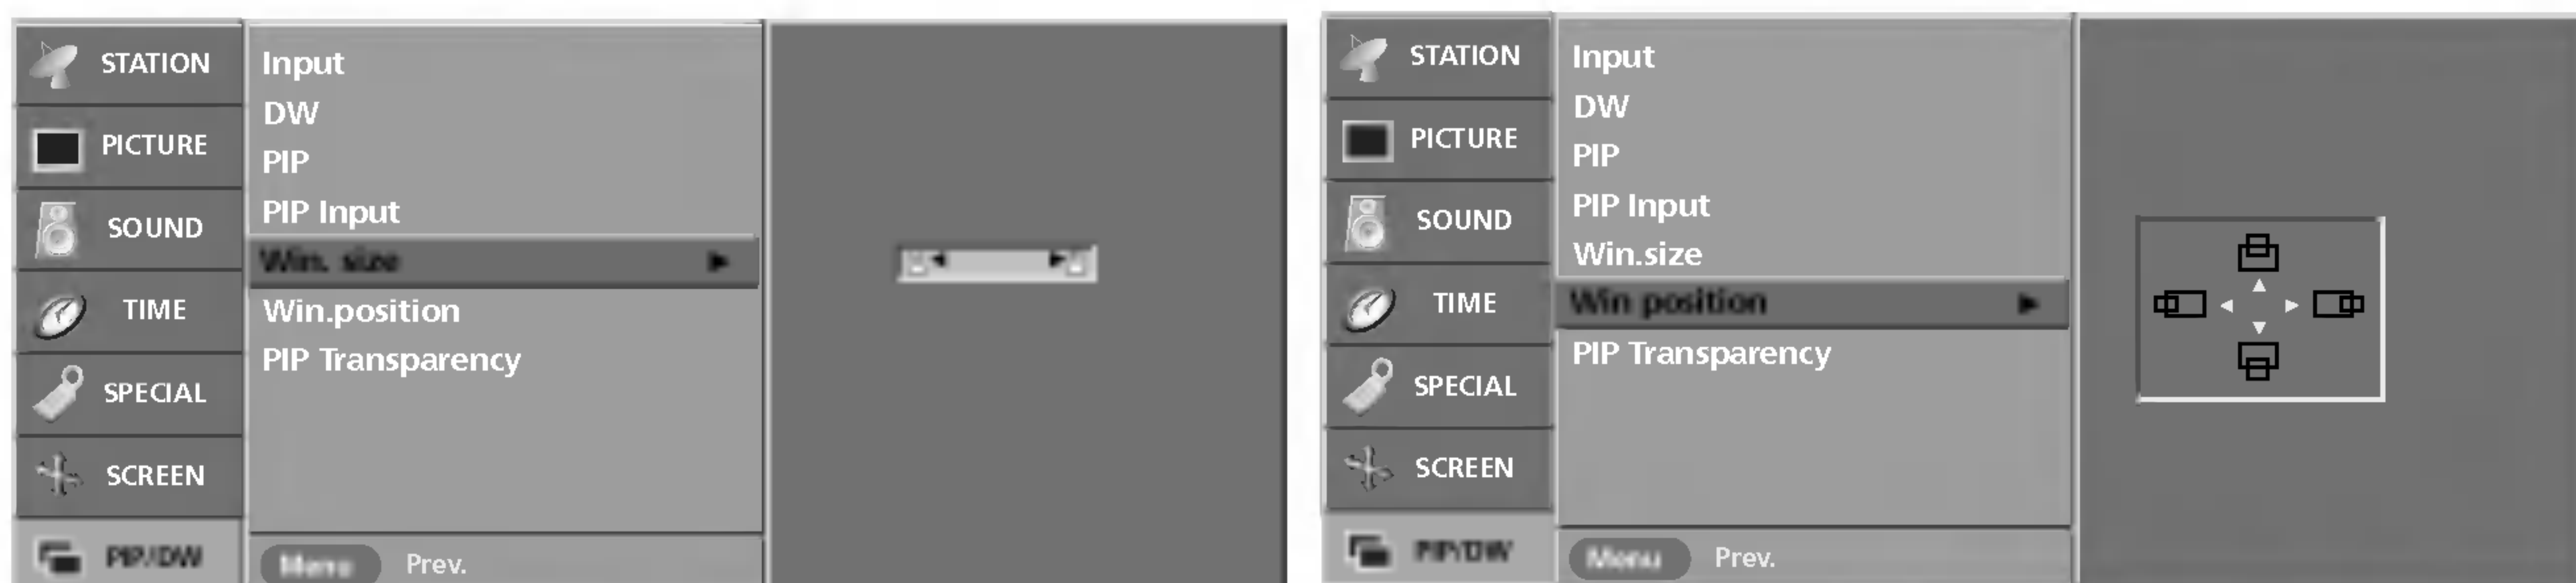 STATION
PICTURE
SOUND
TIME
SPECIAL
SCREEN
PIP/DW
Input
DW
PIP
PIP Input
Win. size
Win.position
PIP Transparency
Menu Prev.
STATION
PICTURE
SOUND
TIME
SPECIAL
SCREEN
PIP/DW
Input
DW
PIP
PIP Input
Win.size
Win position
PIP Transparency
Menu Prev.